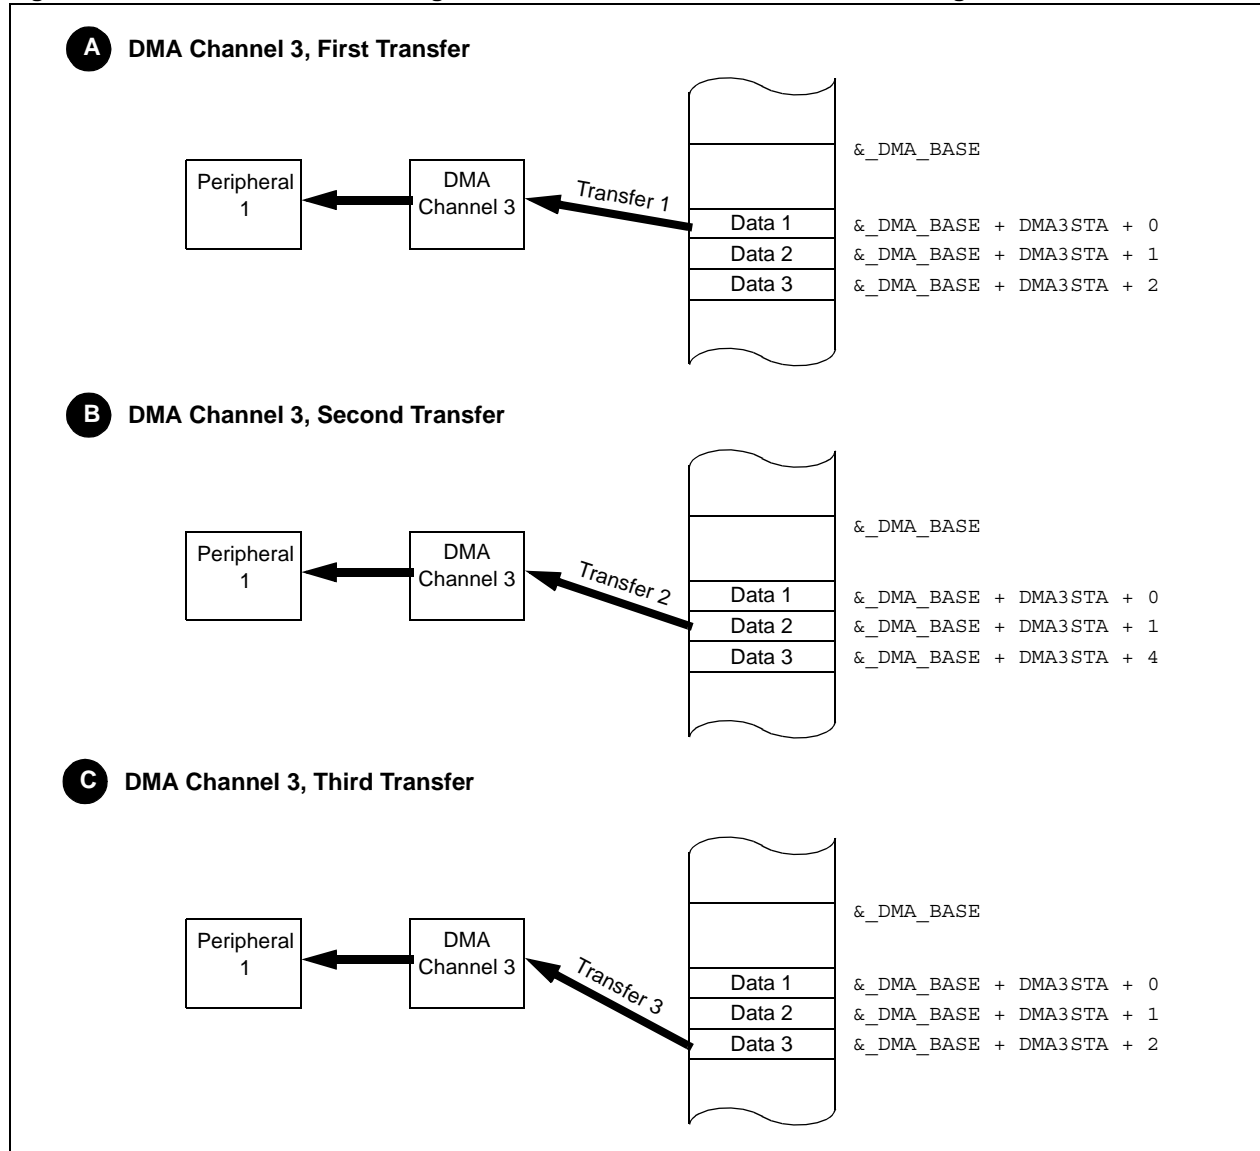 A DMA Channel 3, First Transfer
&_DMA_BASE
Peripheral
1
DMA
Channel 3
Transfer 1
Data 1 &_DMA_BASE + DMA3STA + 0
Data 2 &_DMA_BASE + DMA3STA + 1
Data 3 &_DMA_BASE + DMA3STA + 2
B DMA Channel 3, Second Transfer
&_DMA_BASE
Peripheral
1
DMA
Channel 3
Transfer 2
Data 1 &_DMA_BASE + DMA3STA + 0
Data 2 &_DMA_BASE + DMA3STA + 1
Data 3 &_DMA_BASE + DMA3STA + 4
C DMA Channel 3, Third Transfer
&_DMA_BASE
Peripheral
1
DMA
Channel 3
Transfer 3
Data 1 &_DMA_BASE + DMA3STA + 0
Data 2 &_DMA_BASE + DMA3STA + 1
Data 3 &_DMA_BASE + DMA3STA + 2